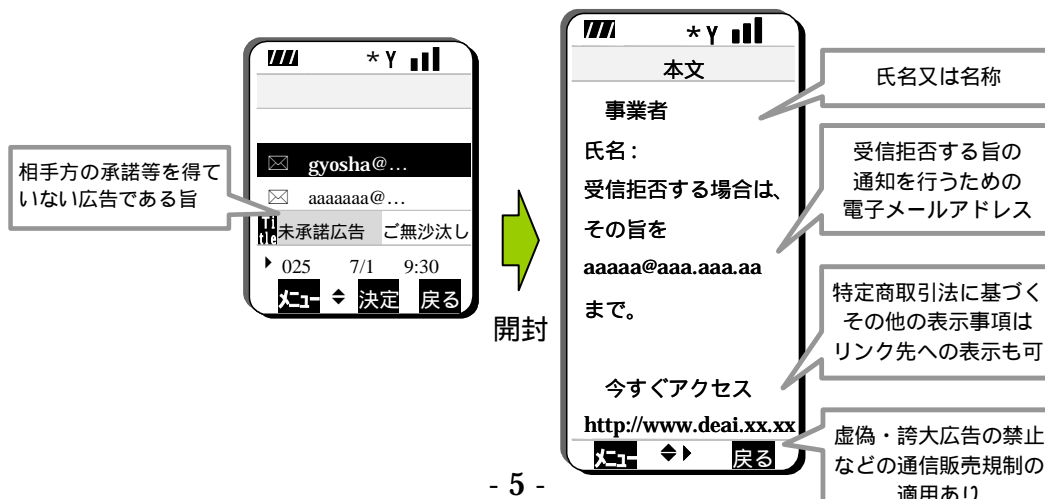 相手方の承諾等を得て
いない広告である旨
gyosha@…
aaaaaaa@…
Title
未承諾広告 ご無沙汰し
025 7/1 9:30
メニュー 決定 戻る
開封
本文
事業者
氏名:
受信拒否する場合は、
その旨を
aaaaa@aaa.aaa.aa
まで。
今すぐアクセス
http://www.deai.xx.xx
メニュー 戻る
氏名又は名称
受信拒否する旨の
通知を行うための
電子メールアドレス
特定商取引法に基づく
その他の表示事項は
リンク先への表示も可
虚偽・誇大広告の禁止
などの通信販売規制の
適用あり
- 5 -